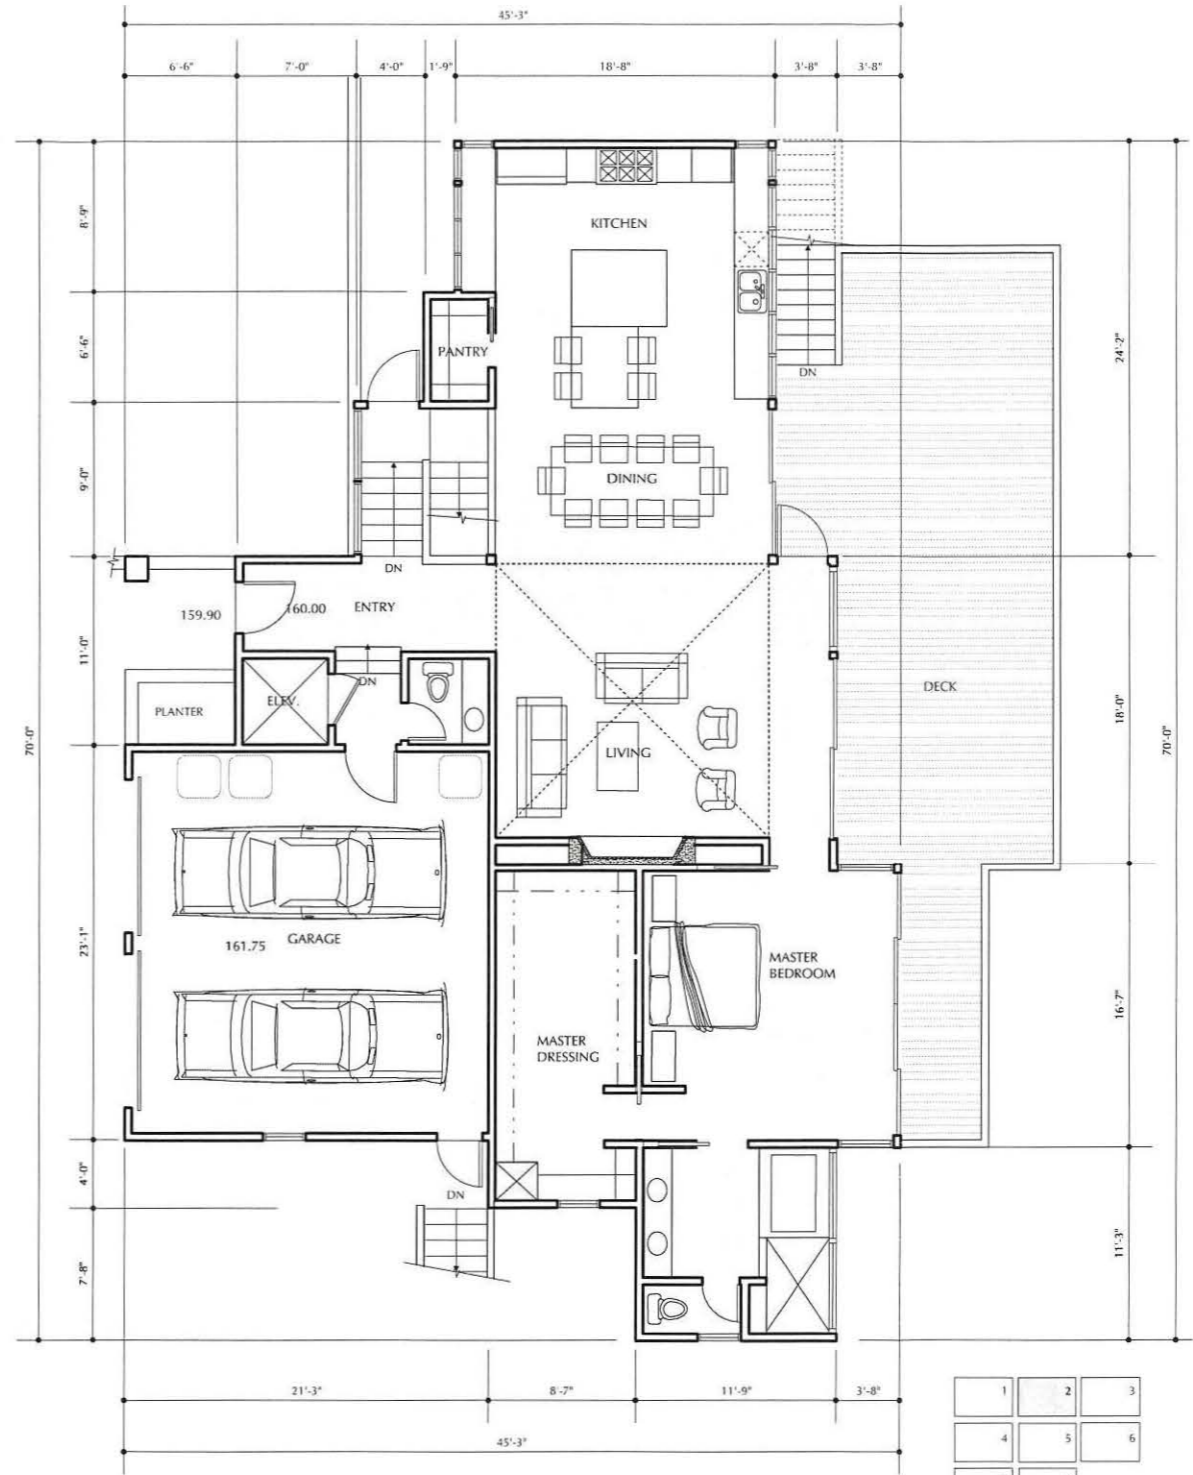 45'-3"
6'-6" 7'-0" 4'-0" 1'-9" 18'-8" 3'-8" 3'-8"
8'-9"
KITCHEN
6'-6"
PANTRY
24'-2"
DN
9'-0"
DINING
DN
159.90 160.00 ENTRY
11'-0"
DN
ELEV.
PLANTER
DECK
18'-0"
70'-0"
70'-0"
LIVING
23'-1"
161.75 GARAGE
MASTER
BEDROOM
16'-7"
MASTER
DRESSING
4'-0"
DN
7'-8"
11'-3"
21'-3" 8'-7" 11'-9" 3'-8"
45'-3"
1 2 3
4 5 6